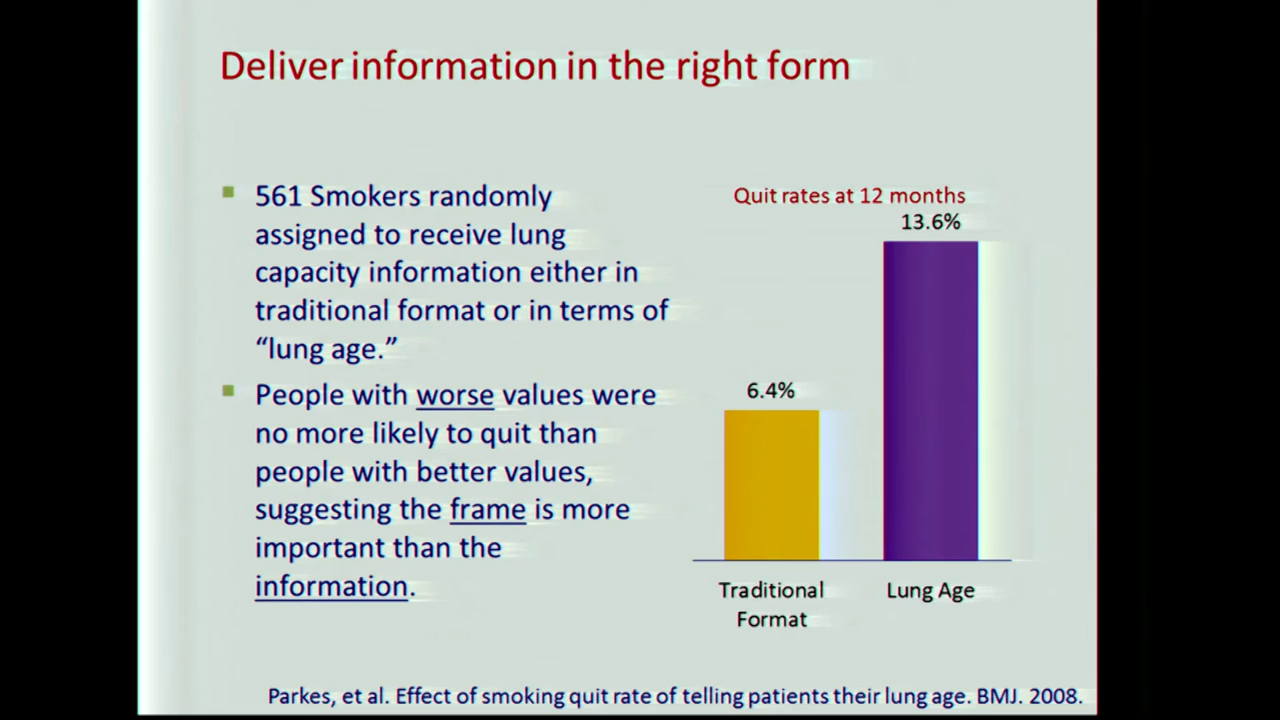 Deliver information in the right form
561 Smokers randomly
assigned to receive lung
capacity information either in
traditional format or in terms of
“lung age.”
People with worse values were
no more likely to quit than
people with better values,
suggesting the frame is more
important than the
information.
Quit rates at 12 months
13.6%
6.4%
Traditional
Format
Lung Age
Parkes, et al. Effect of smoking quit rate of telling patients their lung age. BMJ. 2008.